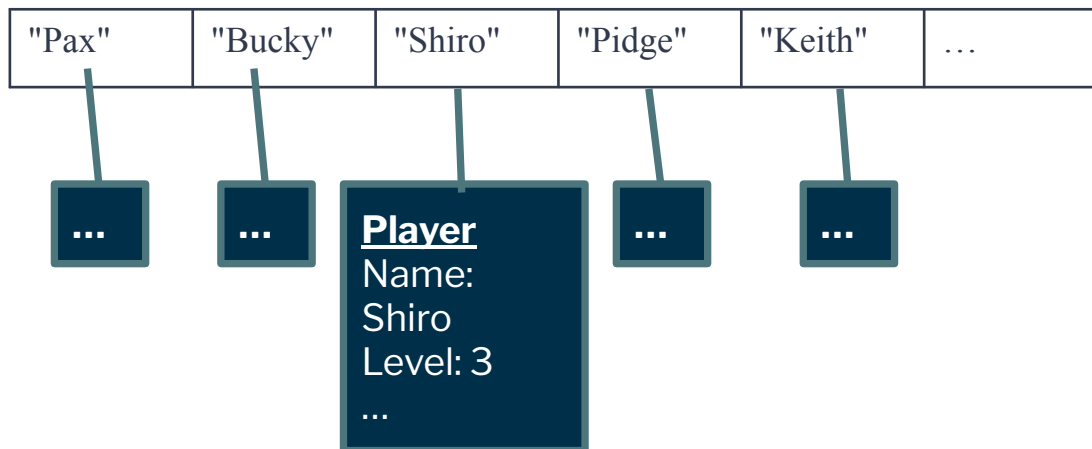 "Pax" "Bucky" "Shiro" "Pidge" "Keith" …
... ... Player ... ...
Name:
Shiro
Level: 3
...